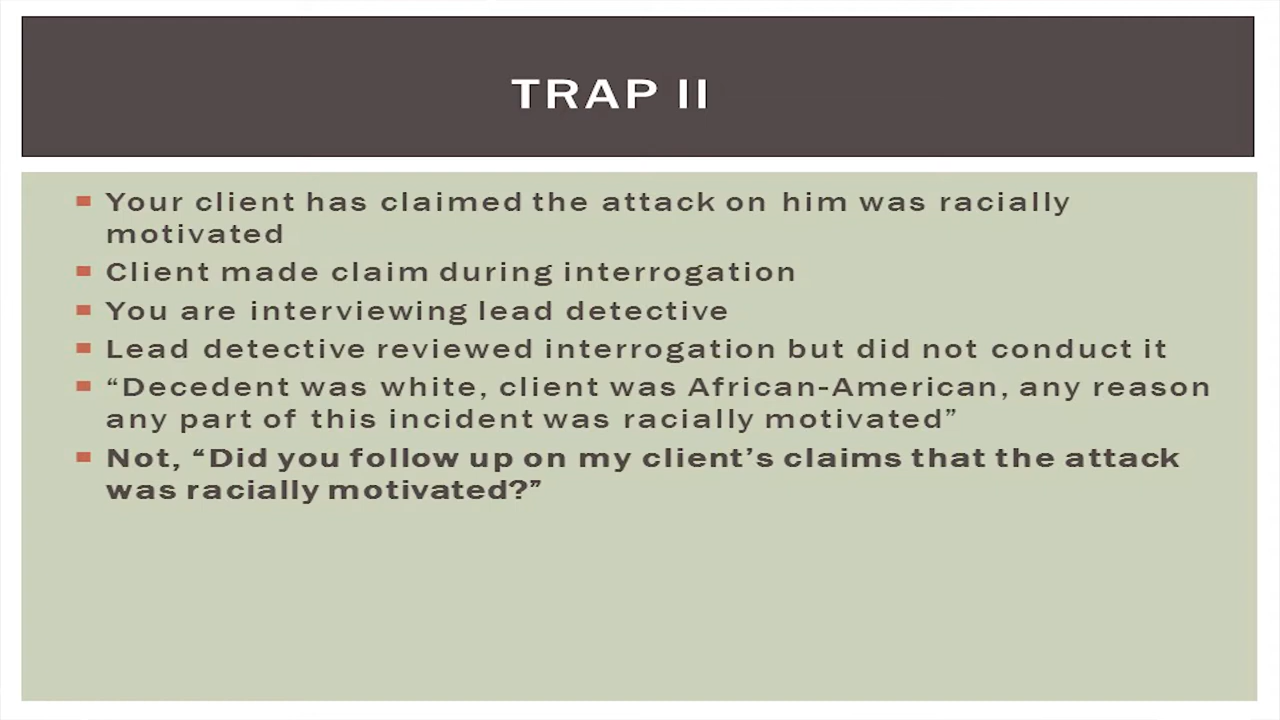 TRAP II
Your client has claimed the attack on him was racially
motivated
Client made claim during interrogation
You are interviewing lead detective
Lead detective reviewed interrogation but did not conduct it
“Decedent was white, client was African-American, any reason
any part of this incident was racially motivated”
Not, “Did you follow up on my client’s claims that the attack
was racially motivated?”